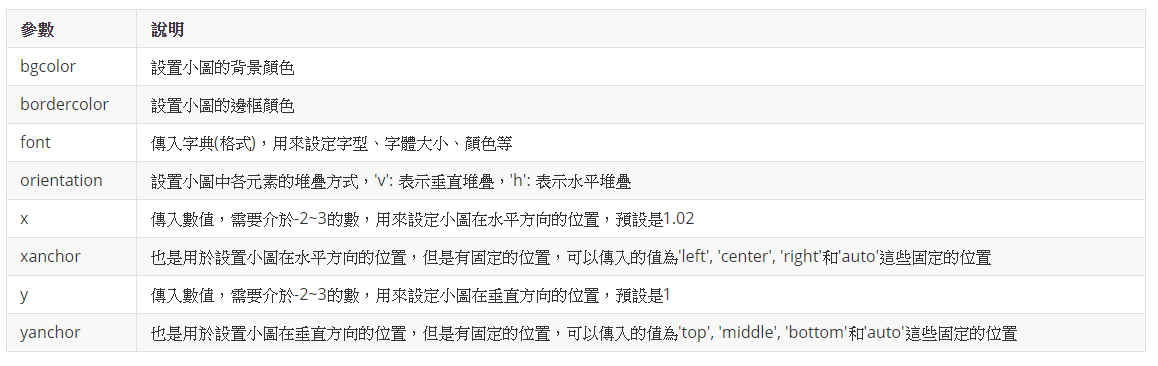 參數 說明
bgcolor 設置小圖的背景顏色
bordercolor 設置小圖的邊框顏色
font 傳入字典(格式)，用來設定字型、字體大小、顏色等
orientation 設置小圖中各元素的堆疊方式，'v': 表示垂直堆疊，'h': 表示水平堆疊
x 傳入數值，需要介於-2~3的數，用來設定小圖在水平方向的位置，預設是1.02
xanchor 也是用於設置小圖在水平方向的位置，但是有固定的位置，可以傳入的值為'left', 'center', 'right'和'auto'這些固定的位置
y 傳入數值，需要介於-2~3的數，用來設定小圖在垂直方向的位置，預設是1
yanchor 也是用於設置小圖在垂直方向的位置，但是有固定的位置，可以傳入的值為'top', 'middle', 'bottom'和'auto'這些固定的位置